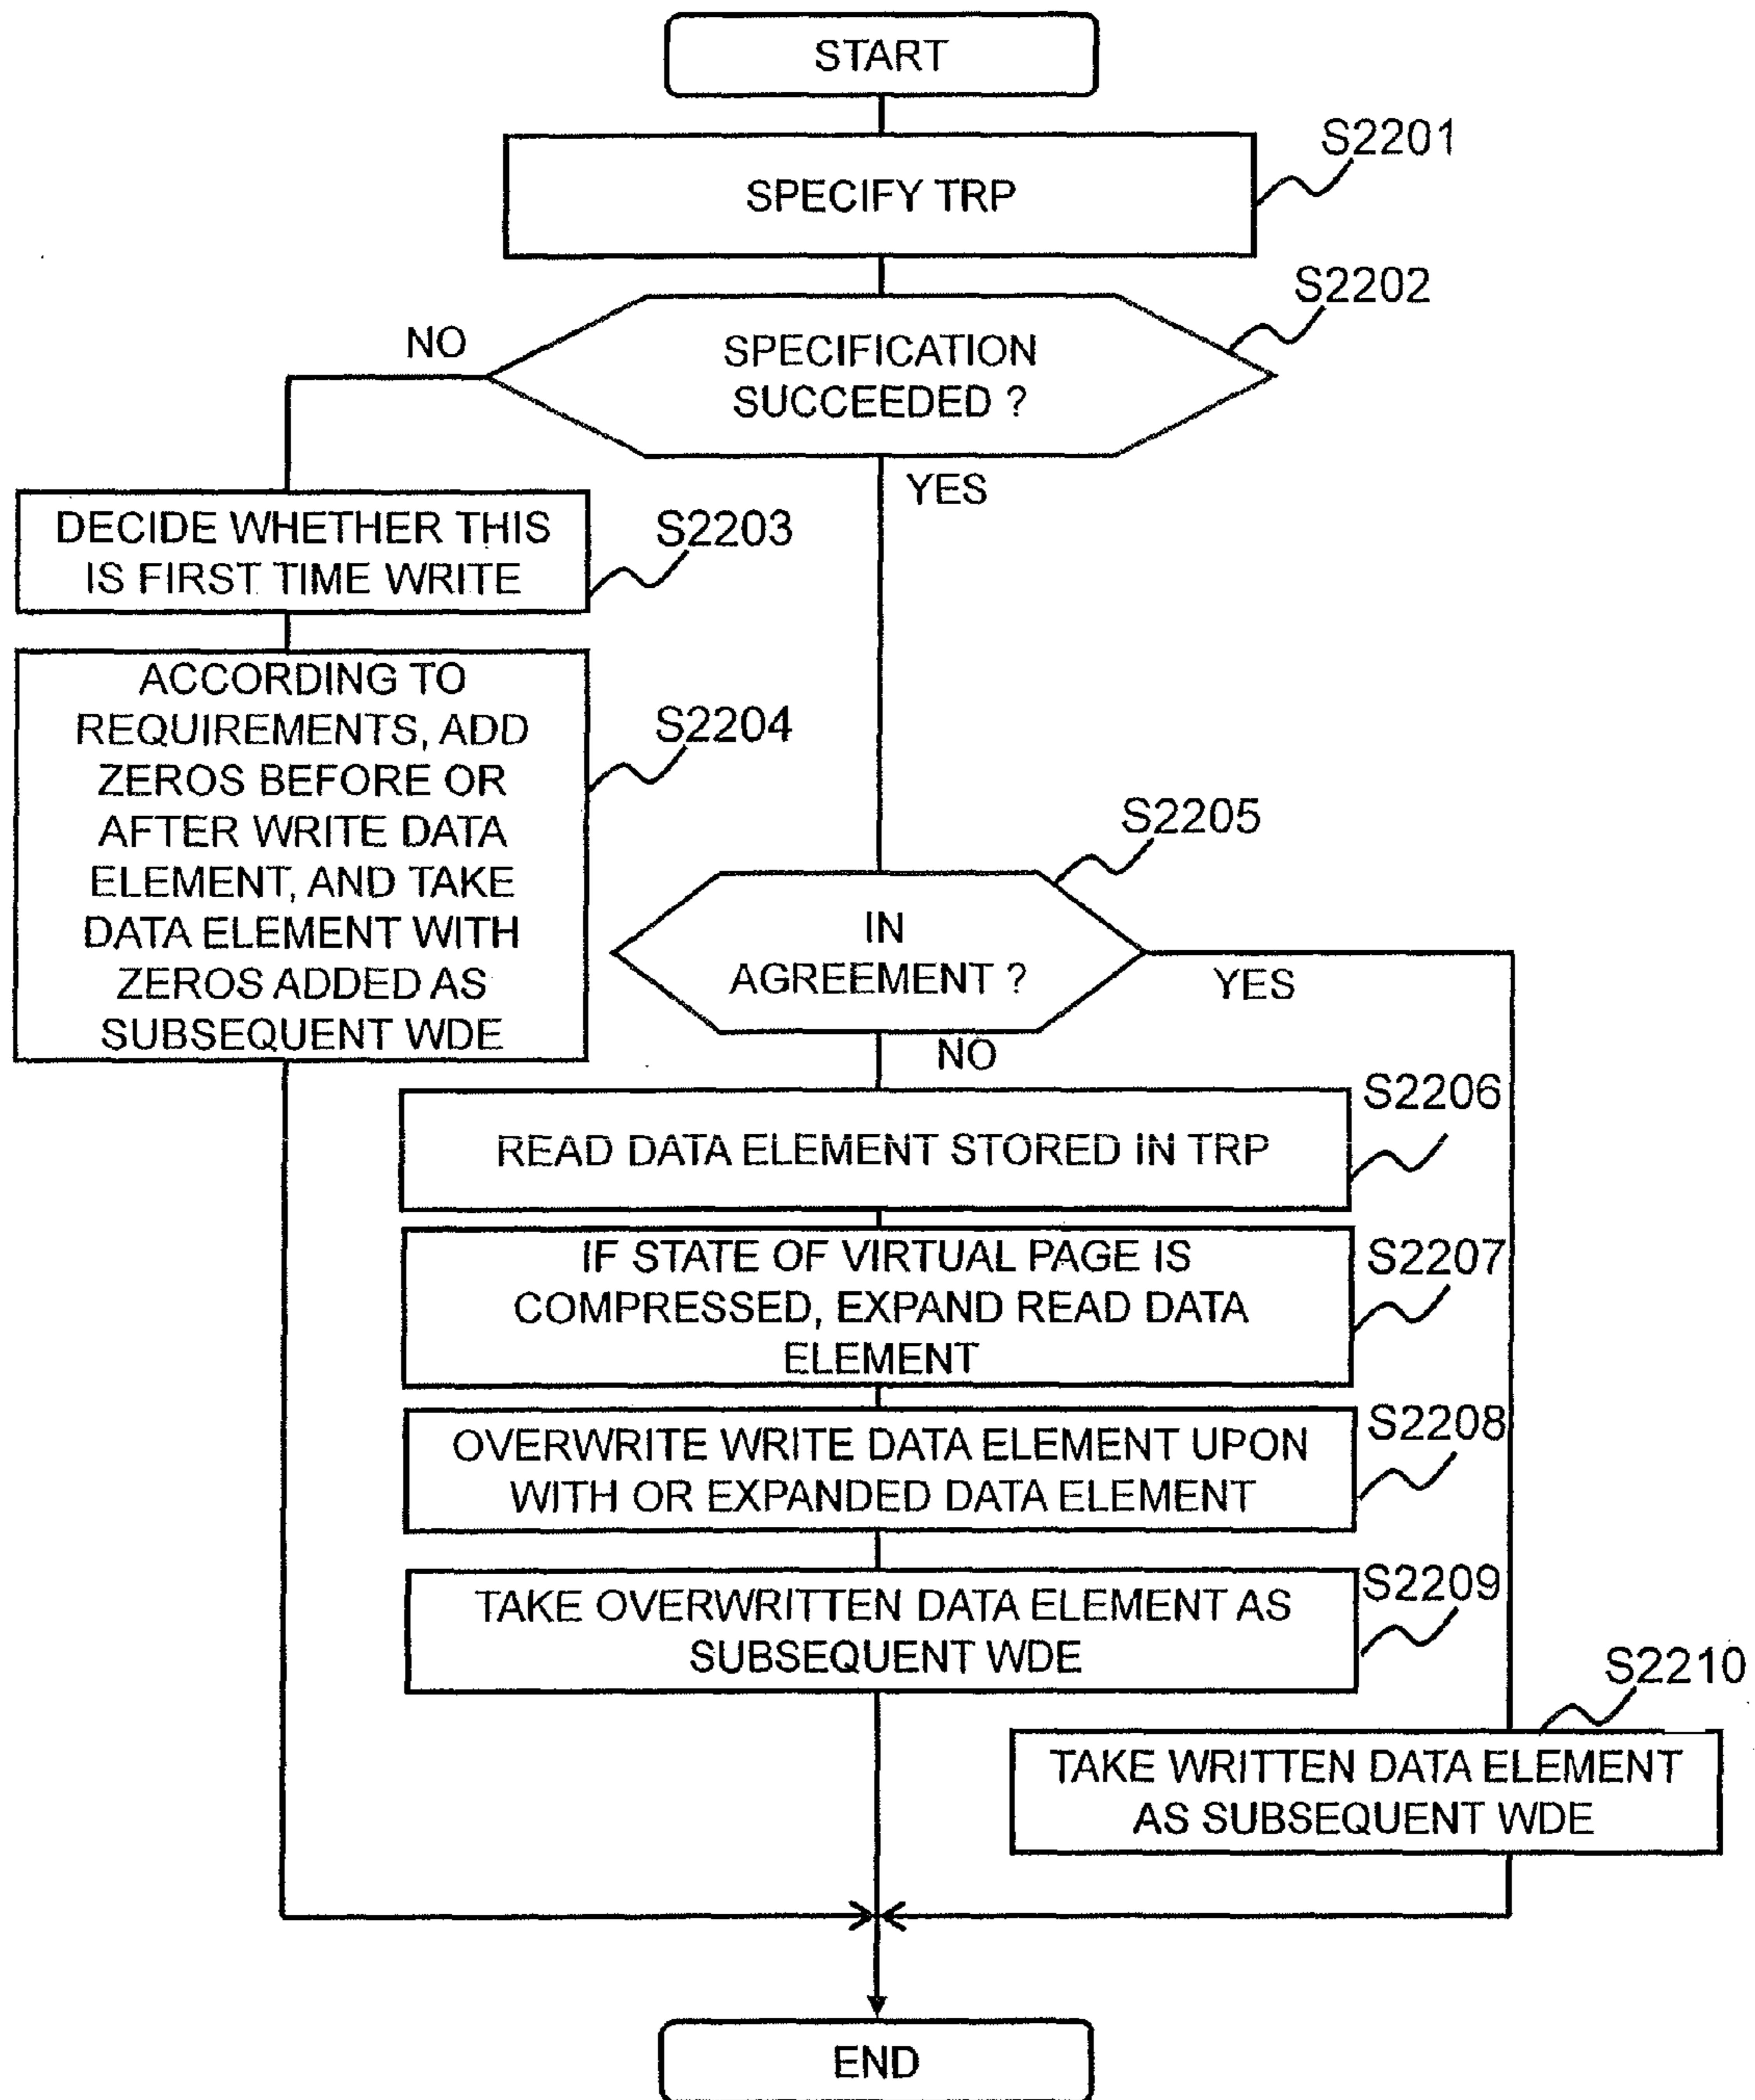 START
SPECIFY TRP
S2201
SPECIFICATION
SUCCEEDED ?
S2202
NO
YES
DECIDE WHETHER THIS
IS FIRST TIME WRITE
S2203
ACCORDING TO
REQUIREMENTS, ADD
ZEROS BEFORE OR
AFTER WRITE DATA
ELEMENT, AND TAKE
DATA ELEMENT WITH
ZEROS ADDED AS
SUBSEQUENT WDE
S2204
IN
AGREEMENT ?
S2205
YES
NO
READ DATA ELEMENT STORED IN TRP
S2206
IF STATE OF VIRTUAL PAGE IS
COMPRESSED, EXPAND READ DATA
ELEMENT
S2207
OVERWRITE WRITE DATA ELEMENT UPON
WITH OR EXPANDED DATA ELEMENT
S2208
TAKE OVERWRITTEN DATA ELEMENT AS
SUBSEQUENT WDE
S2209
TAKE WRITTEN DATA ELEMENT
AS SUBSEQUENT WDE
S2210
END